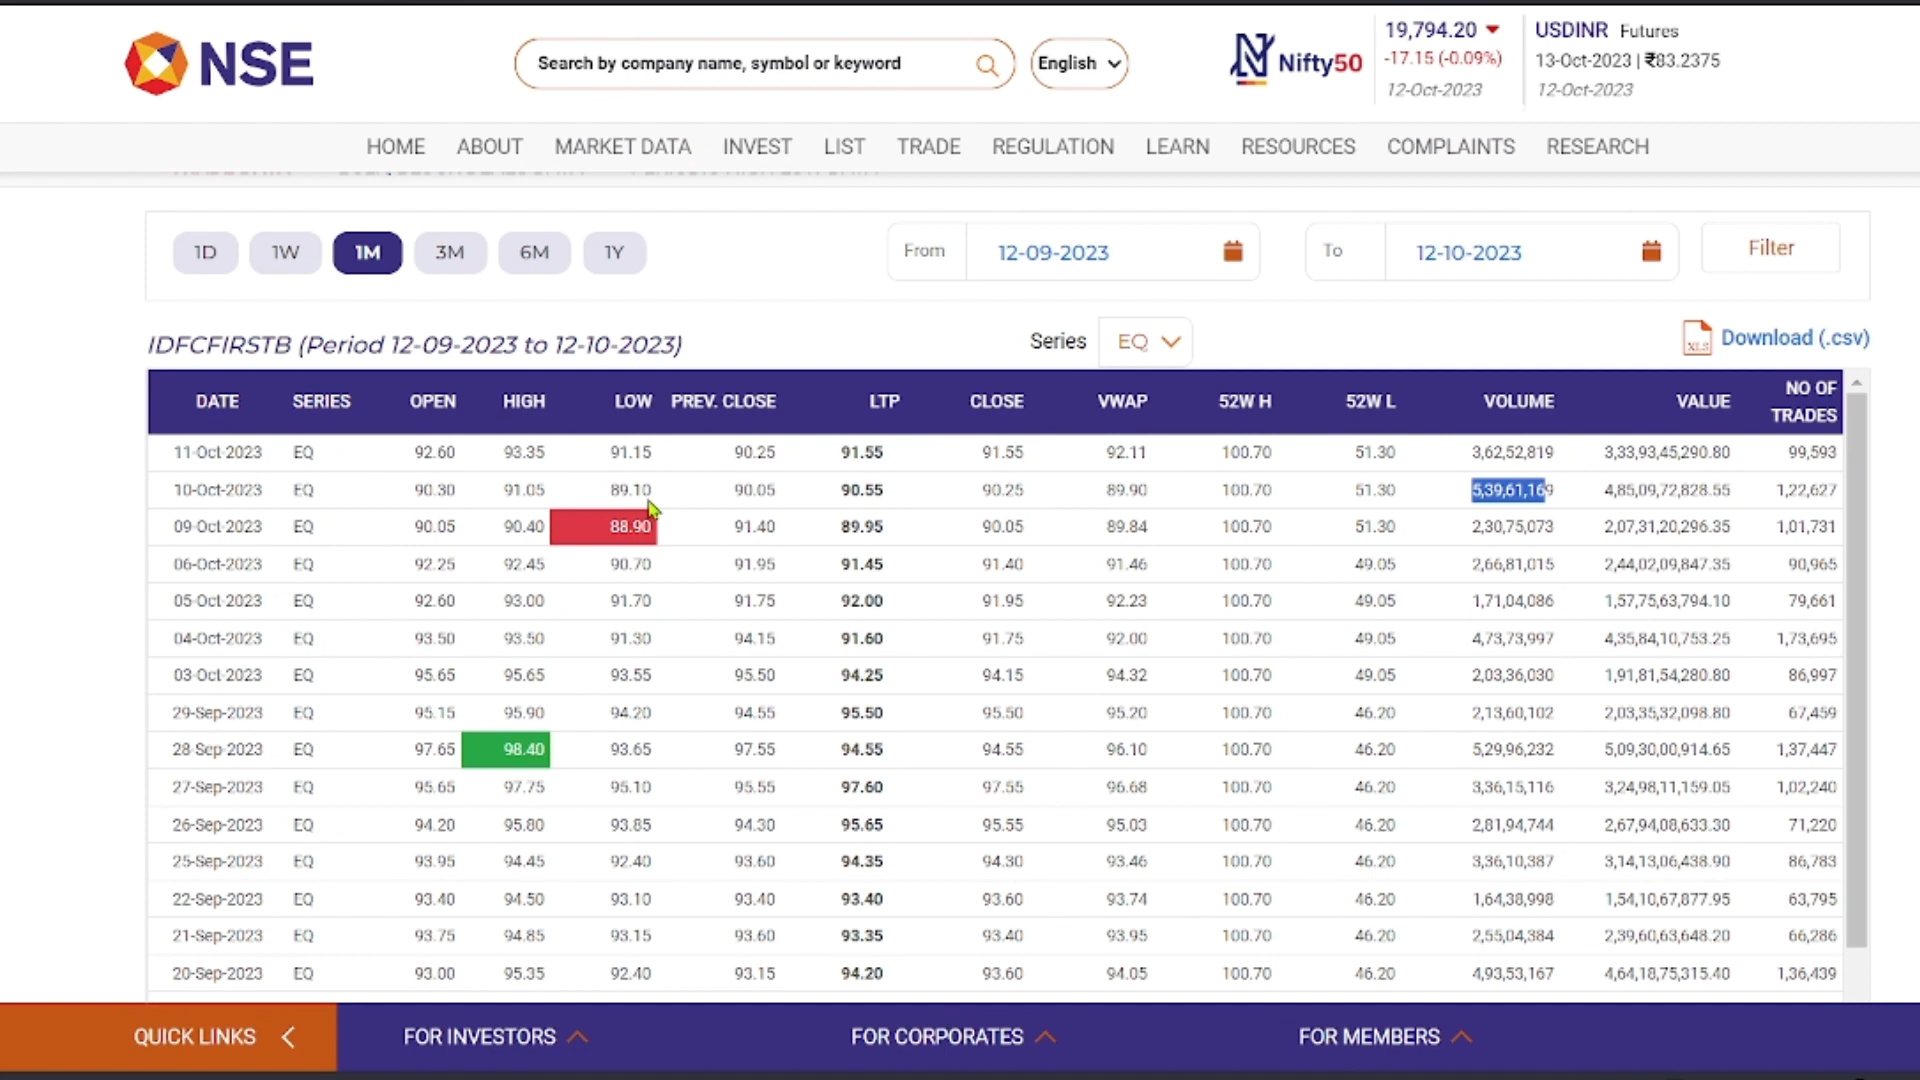 NSE
Search by company name, symbol or keyword
English
Nifty50
19,794.20
-17.15 (-0.09%)
12-Oct-2023
USDINR Futures
13-Oct-2023 | ₹83.2375
12-Oct-2023
HOME ABOUT MARKET DATA INVEST LIST TRADE REGULATION LEARN RESOURCES COMPLAINTS RESEARCH
1D 1W 1M 3M 6M 1Y From 12-09-2023 To 12-10-2023 Filter
IDFCFIRSTB (Period 12-09-2023 to 12-10-2023) Series EQ XLS Download (.csv)
DATE SERIES OPEN HIGH LOW PREV. CLOSE LTP CLOSE VWAP 52W H 52W L VOLUME VALUE NO OF TRADES
11-Oct-2023 EQ 92.60 93.35 91.15 90.25 91.55 91.55 92.11 100.70 51.30 3,62,52,819 3,33,93,45,290.80 99,593
10-Oct-2023 EQ 90.30 91.05 89.10 90.05 90.55 90.25 89.90 100.70 51.30 5,39,61,169 4,85,09,72,828.55 1,22,627
09-Oct-2023 EQ 90.05 90.40 88.90 91.40 89.95 90.05 89.84 100.70 51.30 2,30,75,073 2,07,31,20,296.35 1,01,731
06-Oct-2023 EQ 92.25 92.45 90.70 91.95 91.45 91.40 91.46 100.70 49.05 2,66,81,015 2,44,02,09,847.35 90,965
05-Oct-2023 EQ 92.60 93.00 91.70 91.75 92.00 91.95 92.23 100.70 49.05 1,71,04,086 1,57,75,63,794.10 79,661
04-Oct-2023 EQ 93.50 93.50 91.30 94.15 91.60 91.75 92.00 100.70 49.05 4,73,73,997 4,35,84,10,753.25 1,73,695
03-Oct-2023 EQ 95.65 95.65 93.55 95.50 94.25 94.15 94.32 100.70 49.05 2,03,36,030 1,91,81,54,280.80 86,997
29-Sep-2023 EQ 95.15 95.90 94.20 94.55 95.50 95.50 95.20 100.70 46.20 2,13,60,102 2,03,35,32,098.80 67,459
28-Sep-2023 EQ 97.65 98.40 93.65 97.55 94.55 94.55 96.10 100.70 46.20 5,29,96,232 5,09,30,00,914.65 1,37,447
27-Sep-2023 EQ 95.65 97.75 95.10 95.55 97.60 97.55 96.68 100.70 46.20 3,36,15,116 3,24,98,11,159.05 1,02,240
26-Sep-2023 EQ 94.20 95.80 93.85 94.30 95.65 95.55 95.03 100.70 46.20 2,81,94,744 2,67,94,08,633.30 71,220
25-Sep-2023 EQ 93.95 94.45 92.40 93.60 94.35 94.30 93.46 100.70 46.20 3,36,10,387 3,14,13,06,438.90 86,783
22-Sep-2023 EQ 93.40 94.50 93.10 93.40 93.40 93.60 93.74 100.70 46.20 1,64,38,998 1,54,10,67,877.95 63,795
21-Sep-2023 EQ 93.75 94.85 93.15 93.60 93.35 93.40 93.95 100.70 46.20 2,55,04,384 2,39,60,63,648.20 66,286
20-Sep-2023 EQ 93.00 95.35 92.40 93.15 94.20 93.60 94.05 100.70 46.20 4,93,53,167 4,64,18,75,315.40 1,36,439
QUICK LINKS FOR INVESTORS FOR CORPORATES FOR MEMBERS